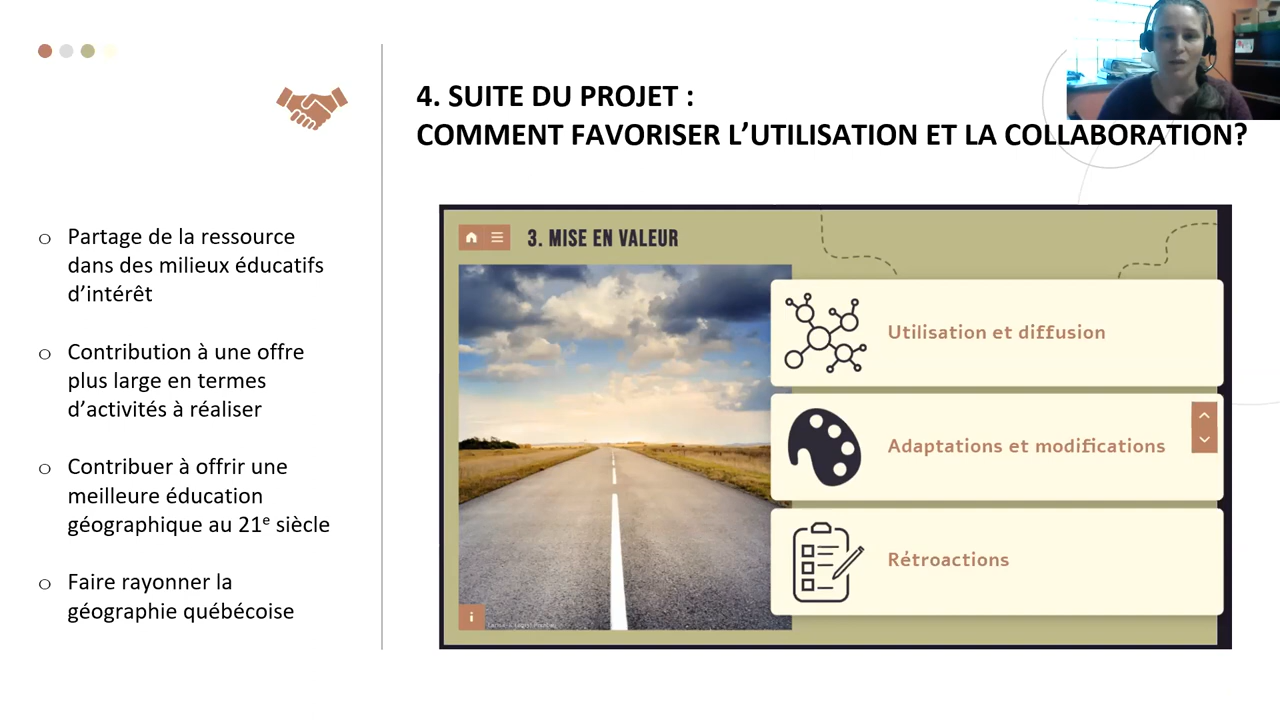 4. SUITE DU PROJET :
COMMENT FAVORISER L’UTILISATION ET LA COLLABORATION?
○ Partage de la ressource
dans des milieux éducatifs
d’intérêt
○ Contribution à une offre
plus large en termes
d’activités à réaliser
○ Contribuer à offrir une
meilleure éducation
géographique au 21e siècle
○ Faire rayonner la
géographie québécoise
3. MISE EN VALEUR
Utilisation et diffusion
Adaptations et modifications
Rétroactions
i